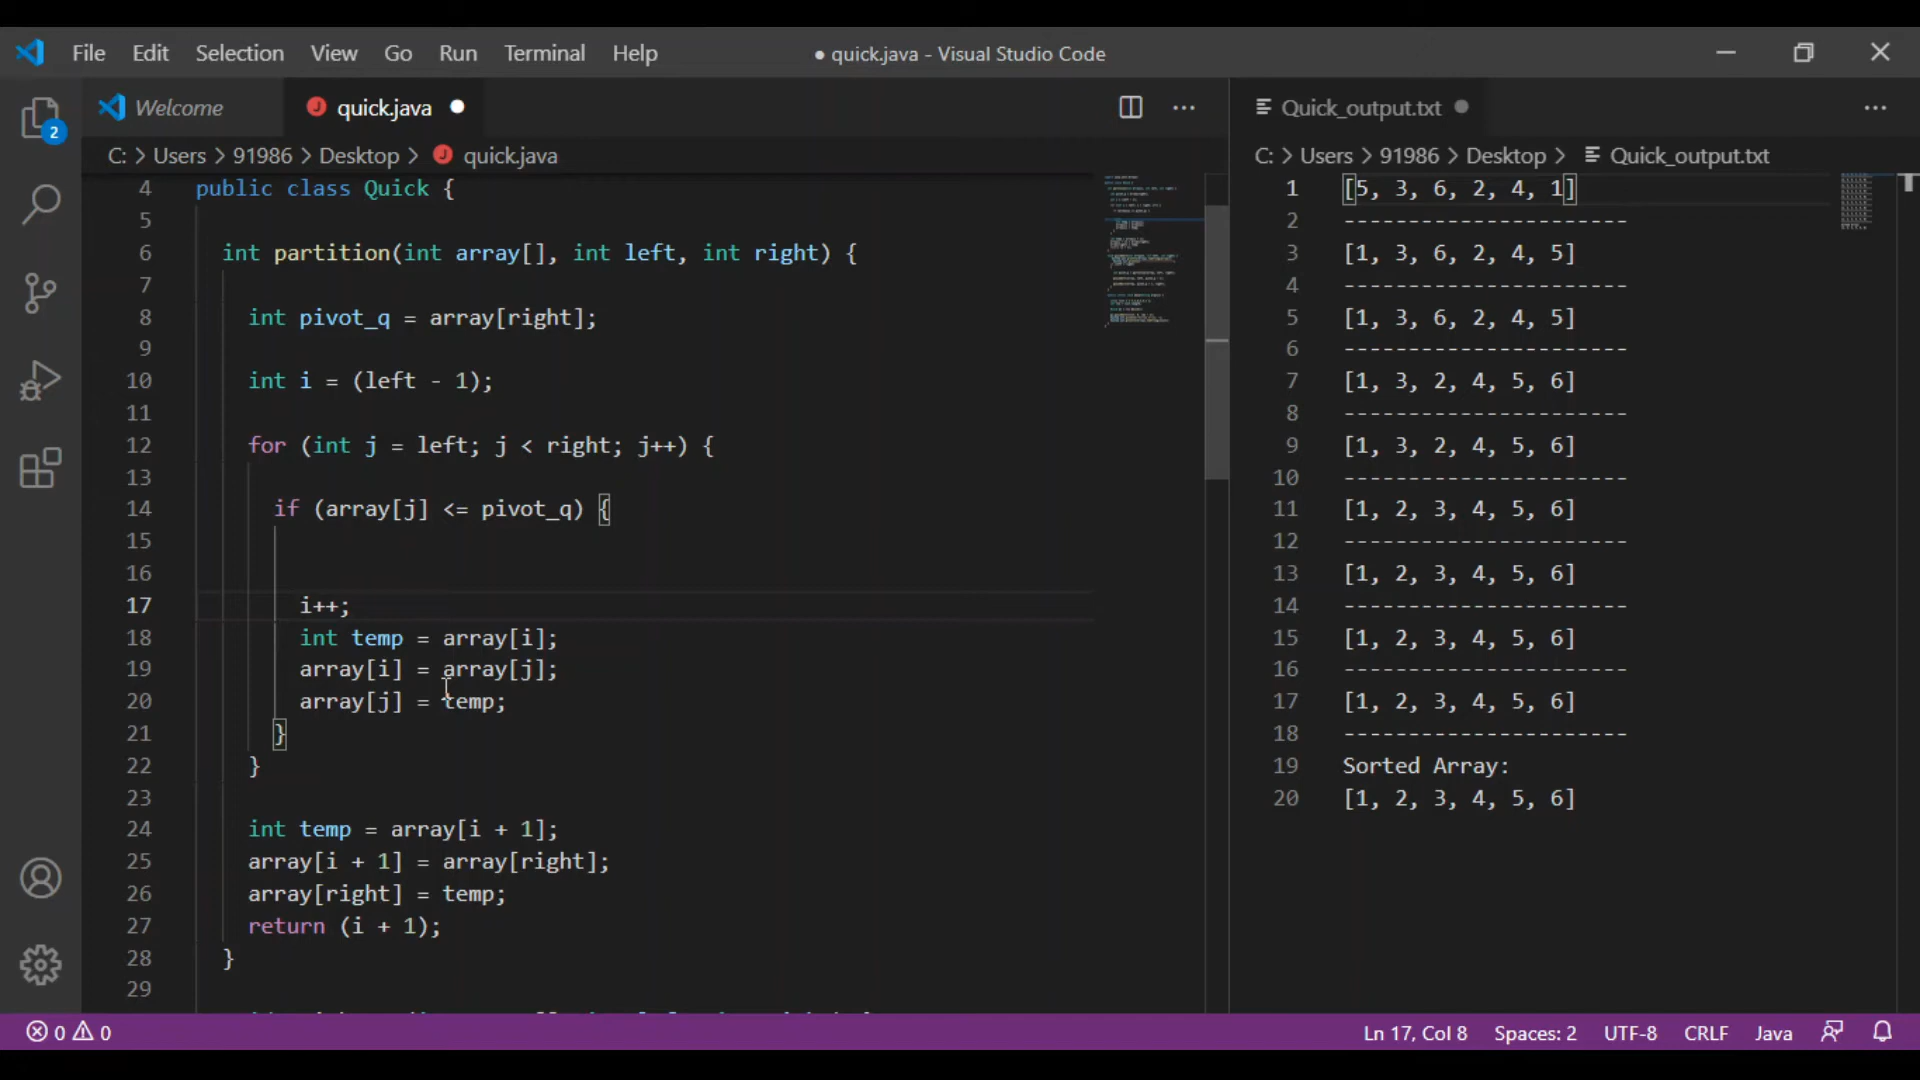 File Edit Selection View Go Run Terminal Help ● quick.java - Visual Studio Code
Welcome quick.java Quick_output.txt
C: > Users > 91986 > Desktop > quick.java
C: > Users > 91986 > Desktop > Quick_output.txt
2
4 public class Quick {
5
6 int partition(int array[], int left, int right) {
7
8 int pivot_q = array[right];
9
10 int i = (left - 1);
11
12 for (int j = left; j < right; j++) {
13
14 if (array[j] <= pivot_q) {
15
16
17 i++;
18 int temp = array[i];
19 array[i] = array[j];
20 array[j] = temp;
21 }
22 }
23
24 int temp = array[i + 1];
25 array[i + 1] = array[right];
26 array[right] = temp;
27 return (i + 1);
28 }
29
1 [5, 3, 6, 2, 4, 1]
2 ----------------------
3 [1, 3, 6, 2, 4, 5]
4 ----------------------
5 [1, 3, 6, 2, 4, 5]
6 ----------------------
7 [1, 3, 2, 4, 5, 6]
8 ----------------------
9 [1, 3, 2, 4, 5, 6]
10 ----------------------
11 [1, 2, 3, 4, 5, 6]
12 ----------------------
13 [1, 2, 3, 4, 5, 6]
14 ----------------------
15 [1, 2, 3, 4, 5, 6]
16 ----------------------
17 [1, 2, 3, 4, 5, 6]
18 ----------------------
19 Sorted Array:
20 [1, 2, 3, 4, 5, 6]
0 0 Ln 17, Col 8 Spaces: 2 UTF-8 CRLF Java